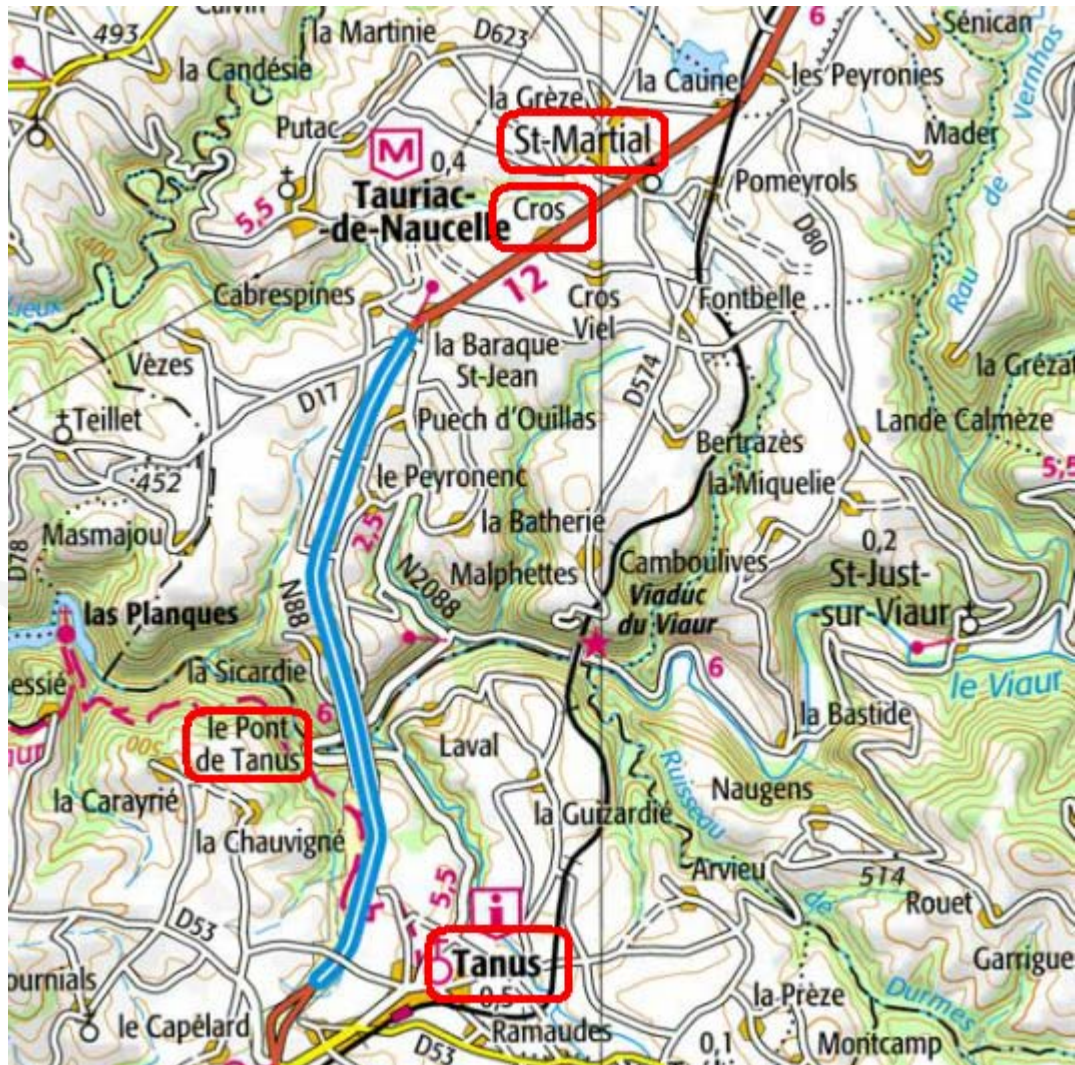 Calvin
493
la Martinie
D623
6
Sénican
la Candésie
la Caune
les Peyronies
la Grèze
Vernhas
Putac
M
0,4
St-Martial
Mader
de
5,5
Tauriac-
-de-Naucelle
Cros
Pomeyrols
D80
400
Rau
Cabrespines
12
Cros
Viel
Fontbelle
Vèzes
la Baraque
St-Jean
D17
D574
Teillet
Puech d'Ouillas
Bertrazès
Lande Calmèze
452
le Peyronenc
la Miquelie
5,5
Masmajou
2,5
la Batherie
0,2
D78
N88
N2088
Malphettes
Camboulives
St-Just-
-sur-Viaur
las Planques
Viaduc
du Viaur
la Sicardie
6
6
le Viaur
le Pont
de Tanus
500
Laval
la Bastide
la Carayrié
Ruisseau
Naugens
la Chauvigné
la Guizardié
5,5
Arvieu
514
i
de
Rouet
D53
Tanus
Garrigue
0,5
la Prèze
Durmes
le Capélard
Ramaudes
D53
0,1
Montcamp